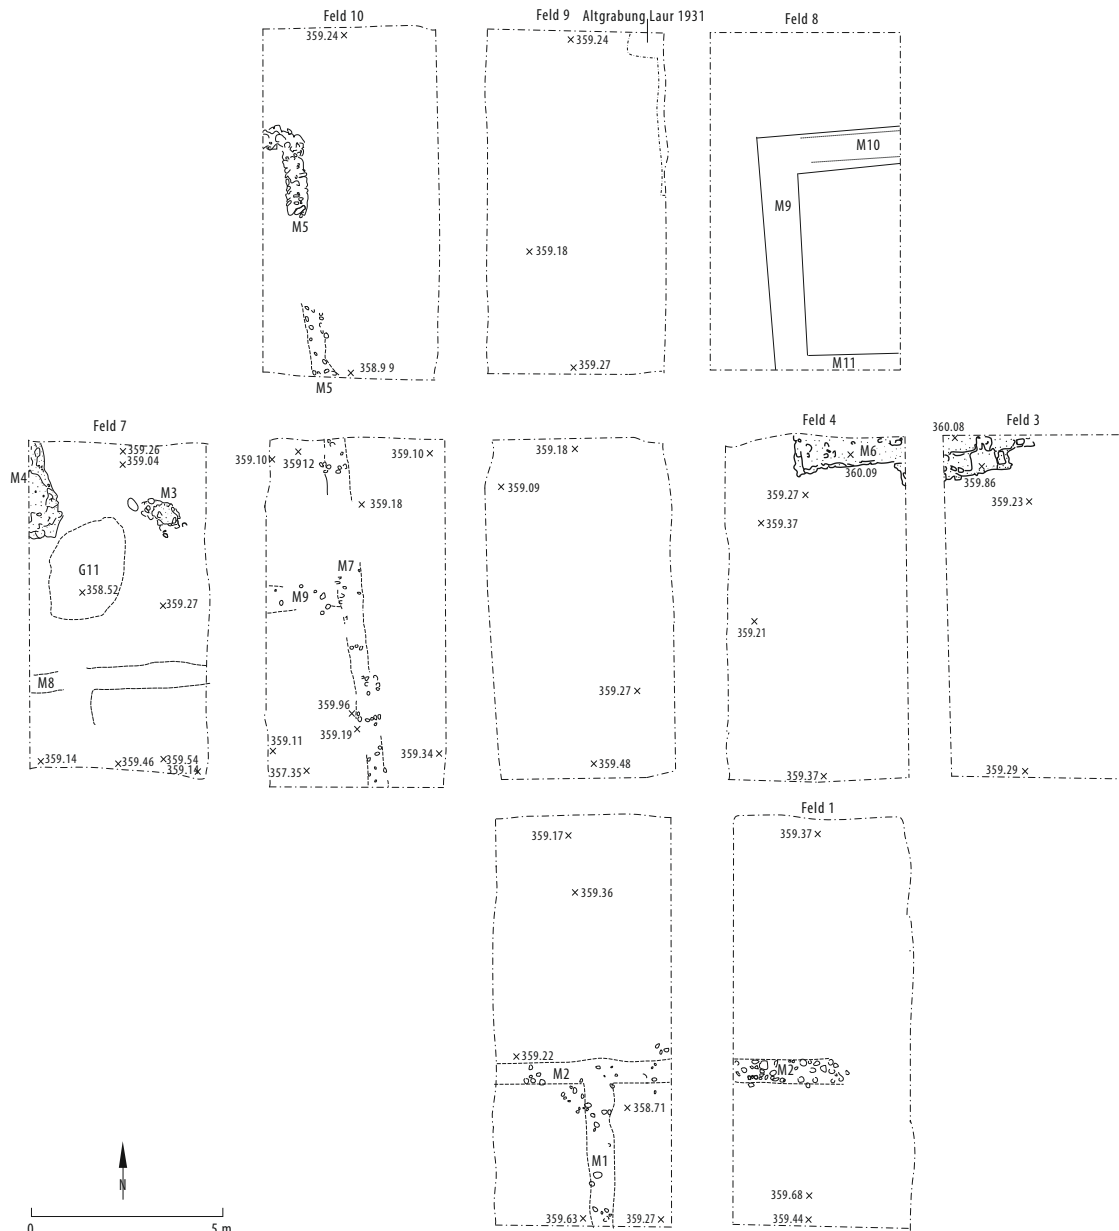 Feld 10
Feld 9
Altgrabung Laur 1931
Feld 8
359.24
359.24
M10
M9
M5
359.18
358.9 9
359.27
M11
M5
Feld 7
Feld 4
Feld 3
359.26
359.04
M4
M3
G11
358.52
359.27
M8
359.14
359.46
359.54
359.14
359.10
35912
359.10
359.18
M7
M9
359.96
359.19
359.11
357.35
359.34
359.18
359.09
359.27
359.48
M6
360.09
359.27
359.37
359.21
359.37
360.08
359.86
359.23
359.29
Feld 1
359.17
359.36
359.22
M2
358.71
M1
359.63
359.27
359.37
M2
359.68
359.44
N
0
5 m